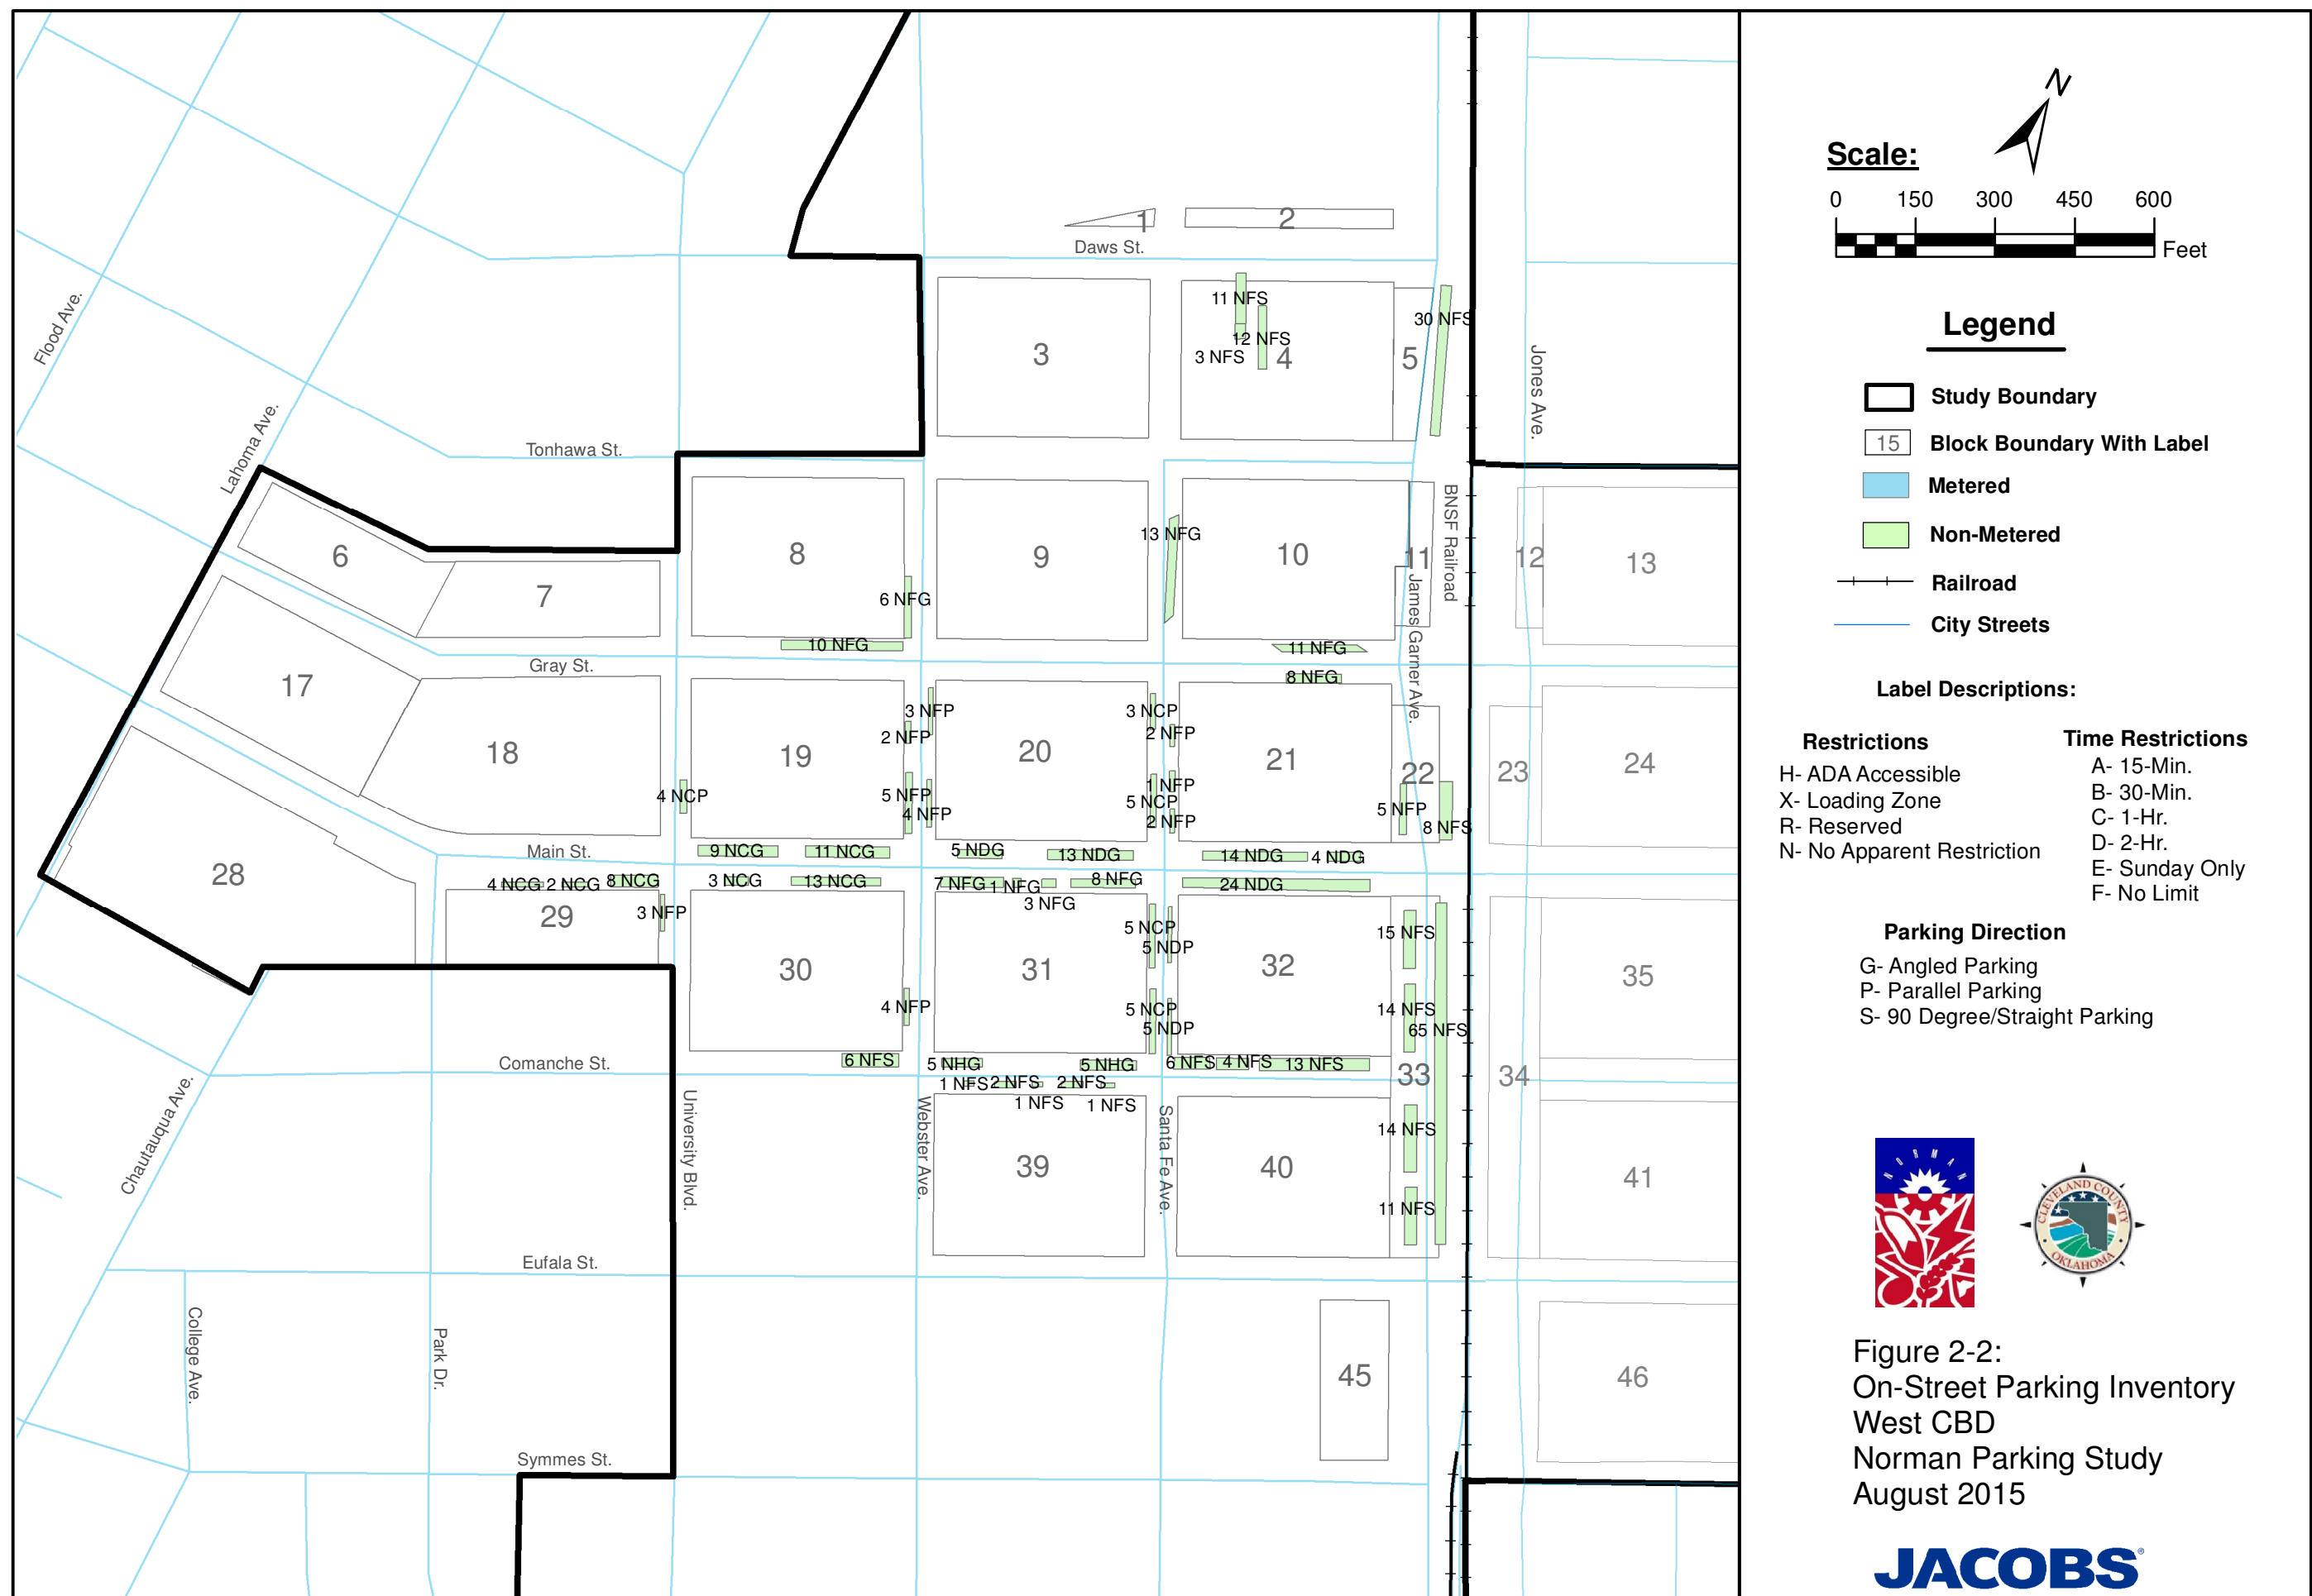 1
2
Daws St.
11 NFS
12 NFS
3 NFS
30 NFS
3
4
5
Flood Ave.
Lahoma Ave.
Tonhawa St.
Jones Ave.
6
7
8
9
10
11
12
13
13 NFG
6 NFG
10 NFG
11 NFG
BNSF Railroad
James Garner Ave.
Gray St.
8 NFG
17
18
19
20
21
22
23
24
3 NFP
2 NFP
3 NCP
2 NFP
4 NCP
5 NFP
4 NFP
1 NFP
5 NCP
2 NFP
5 NFP
8 NFS
Main St.
9 NCG
11 NCG
5 NDG
13 NDG
14 NDG
4 NDG
4 NCG
2 NCG
8 NCG
3 NCG
13 NCG
7 NFG
1 NFG
8 NFG
24 NDG
3 NFG
28
29
3 NFP
30
31
32
33
34
35
5 NCP
5 NDP
15 NFS
4 NFP
5 NCP
5 NDP
14 NFS
65 NFS
Comanche St.
6 NFS
5 NHG
5 NHG
6 NFS
4 NFS
13 NFS
1 NFS
2 NFS
2 NFS
1 NFS
1 NFS
Chautauqua Ave.
University Blvd.
Webster Ave.
Santa Fe Ave.
39
40
41
14 NFS
11 NFS
Eufala St.
College Ave.
Park Dr.
45
46
Symmes St.
N
Scale:
0 150 300 450 600
Feet
Legend
Study Boundary
15 Block Boundary With Label
Metered
Non-Metered
Railroad
City Streets
Label Descriptions:
Restrictions
H- ADA Accessible
X- Loading Zone
R- Reserved
N- No Apparent Restriction
Time Restrictions
A- 15-Min.
B- 30-Min.
C- 1-Hr.
D- 2-Hr.
E- Sunday Only
F- No Limit
Parking Direction
G- Angled Parking
P- Parallel Parking
S- 90 Degree/Straight Parking
NORMAN
CLEVELAND COUNTY
OKLAHOMA
Figure 2-2:
On-Street Parking Inventory
West CBD
Norman Parking Study
August 2015
JACOBS®